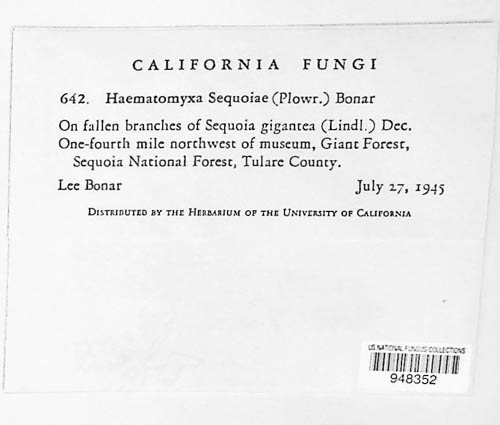 CALIFORNIA FUNGI
642. Haematomyxa Sequoiae (Plowr.) Bonar
On fallen branches of Sequoia gigantea (Lindl.) Dec.
One-fourth mile northwest of museum, Giant Forest,
Sequoia National Forest, Tulare County.
Lee Bonar July 27, 1945
DISTRIBUTED BY THE HERBARIUM OF THE UNIVERSITY OF CALIFORNIA
US NATIONAL FUNGUS COLLECTIONS
948352